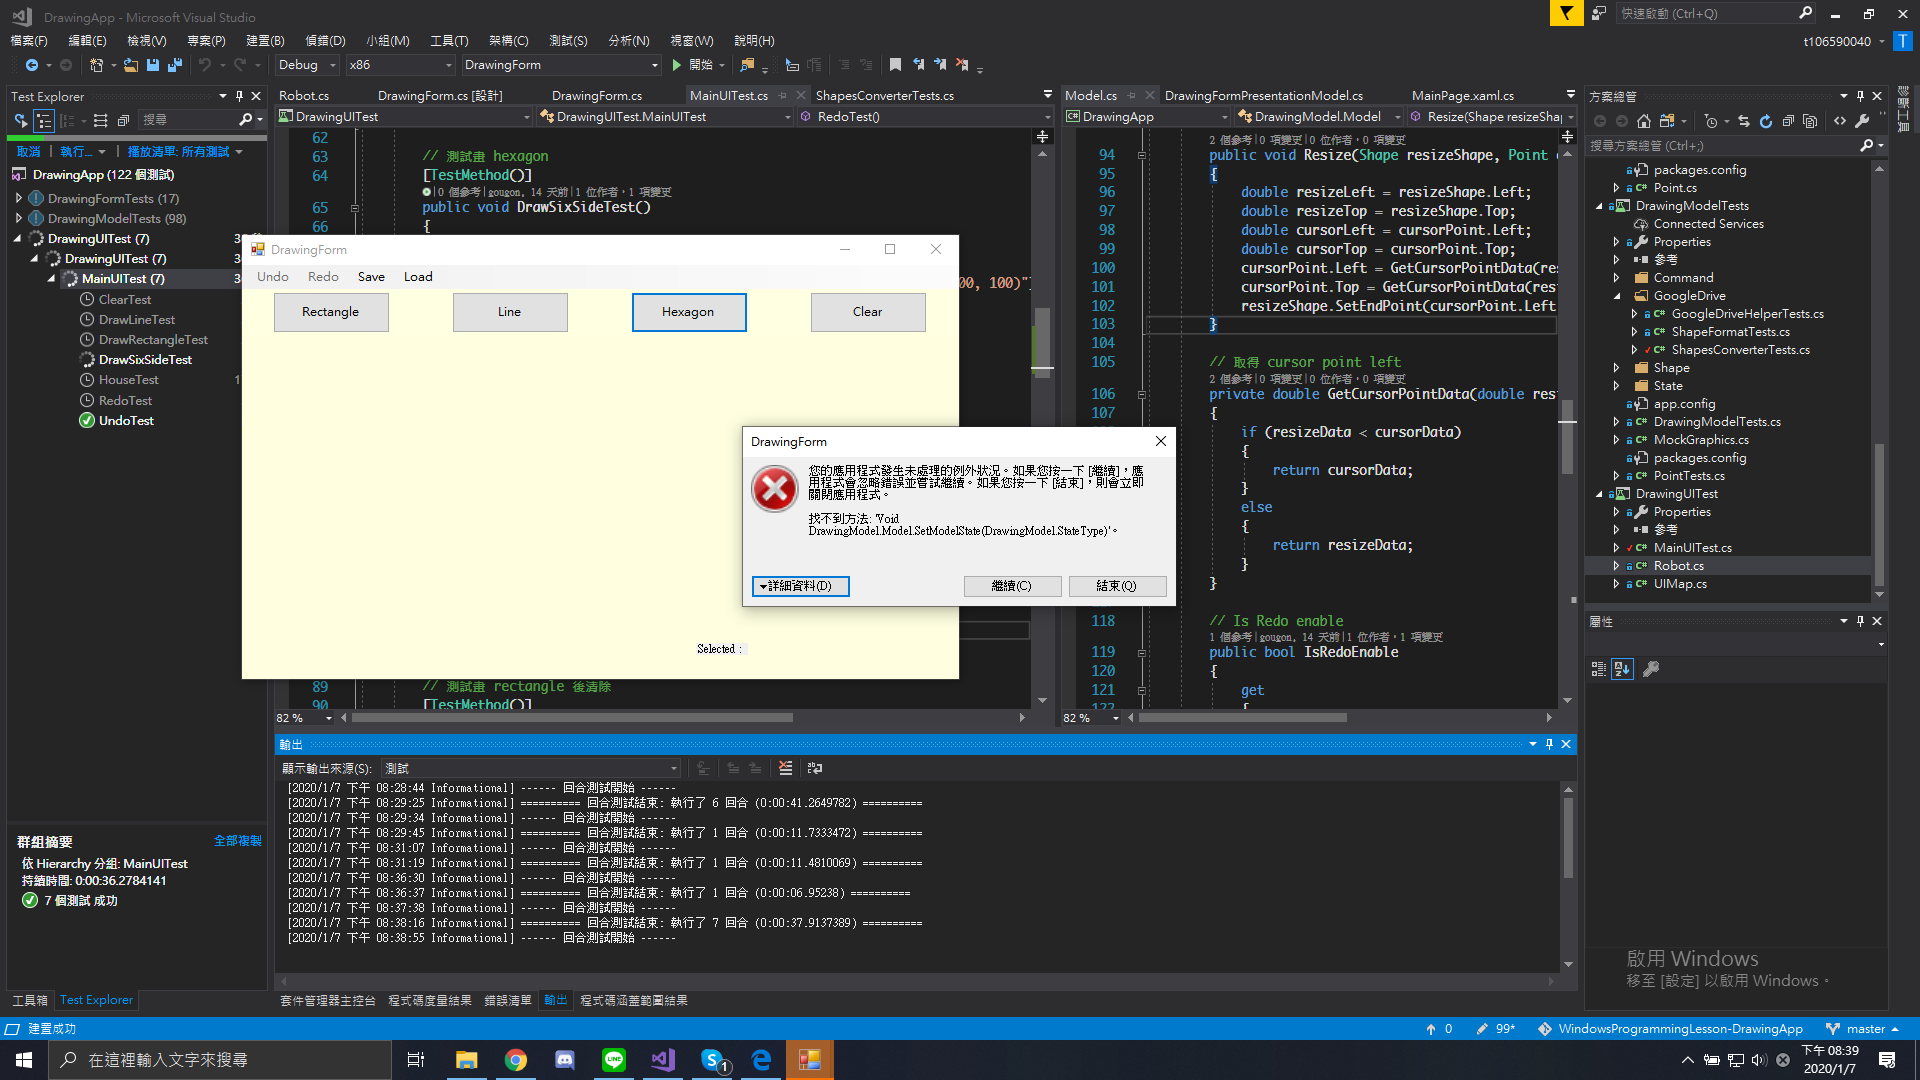 DrawingApp - Microsoft Visual Studio
快速啟動 (Ctrl+Q)
檔案(F) 編輯(E) 檢視(V) 專案(P) 建置(B) 偵錯(D) 小組(M) 工具(T) 架構(C) 測試(S) 分析(N) 視窗(W) 說明(H)
t106590040
T
Debug
x86
DrawingForm
開始
Test Explorer
搜尋
取消 執行... 播放清單: 所有測試
DrawingApp (122 個測試)
DrawingFormTests (17)
DrawingModelTests (98)
DrawingUITest (7)
DrawingUITest (7)
MainUITest (7)
ClearTest
DrawLineTest
DrawRectangleTest
DrawSixSideTest
HouseTest
RedoTest
UndoTest
群組摘要
全部複製
依 Hierarchy 分組: MainUITest
持續時間: 0:00:36.2784141
7 個測試 成功
工具箱 Test Explorer
Robot.cs DrawingForm.cs [設計] DrawingForm.cs MainUITest.cs ShapesConverterTests.cs
DrawingUITest DrawingUITest.MainUITest RedoTest()
62
63 // 測試畫 hexagon
64 [TestMethod()]
0 個參考|gougon, 14 天前|1 位作者，1 項變更
65 public void DrawSixSideTest()
66 {
00, 100)"]
89 // 測試畫 rectangle 後清除
90 [TestMethod()]
82 %
DrawingForm
Undo Redo Save Load
Rectangle Line Hexagon Clear
Selected :
DrawingForm
您的應用程式發生未處理的例外狀況。如果您按一下 [繼續]，應
用程式會忽略錯誤並嘗試繼續。如果您按一下 [結束]，則會立即
關閉應用程式。
找不到方法: 'Void
DrawingModel.Model.SetModelState(DrawingModel.StateType)'。
詳細資料(D) 繼續(C) 結束(Q)
Model.cs DrawingFormPresentationModel.cs MainPage.xaml.cs
DrawingApp DrawingModel.Model Resize(Shape resizeSha
2 個參考|0 項變更|0 位作者，0 項變更
94 public void Resize(Shape resizeShape, Point
95 {
96 double resizeLeft = resizeShape.Left;
97 double resizeTop = resizeShape.Top;
98 double cursorLeft = cursorPoint.Left;
99 double cursorTop = cursorPoint.Top;
100 cursorPoint.Left = GetCursorPointData(res
101 cursorPoint.Top = GetCursorPointData(rest
102 resizeShape.SetEndPoint(cursorPoint.Left
103 }
104
105 // 取得 cursor point left
2 個參考|0 項變更|0 位作者，0 項變更
106 private double GetCursorPointData(double res
107 {
if (resizeData < cursorData)
{
return cursorData;
}
else
{
return resizeData;
}
}
118 // Is Redo enable
1 個參考|gougon, 14 天前|1 位作者，1 項變更
119 public bool IsRedoEnable
120 {
121 get
122 {
82 %
輸出
顯示輸出來源(S): 測試
[2020/1/7 下午 08:28:44 Informational] ------ 回合測試開始 ------
[2020/1/7 下午 08:29:25 Informational] ========== 回合測試結束: 執行了 6 回合 (0:00:41.2649782) ==========
[2020/1/7 下午 08:29:34 Informational] ------ 回合測試開始 ------
[2020/1/7 下午 08:29:45 Informational] ========== 回合測試結束: 執行了 1 回合 (0:00:11.7333472) ==========
[2020/1/7 下午 08:31:07 Informational] ------ 回合測試開始 ------
[2020/1/7 下午 08:31:19 Informational] ========== 回合測試結束: 執行了 1 回合 (0:00:11.4810069) ==========
[2020/1/7 下午 08:36:30 Informational] ------ 回合測試開始 ------
[2020/1/7 下午 08:36:37 Informational] ========== 回合測試結束: 執行了 1 回合 (0:00:06.95238) ==========
[2020/1/7 下午 08:37:38 Informational] ------ 回合測試開始 ------
[2020/1/7 下午 08:38:16 Informational] ========== 回合測試結束: 執行了 7 回合 (0:00:37.9137389) ==========
[2020/1/7 下午 08:38:55 Informational] ------ 回合測試開始 ------
套件管理器主控台 程式碼度量結果 錯誤清單 輸出 程式碼涵蓋範圍結果
方案總管
搜尋方案總管 (Ctrl+;)
packages.config
Point.cs
DrawingModelTests
Connected Services
Properties
參考
Command
GoogleDrive
GoogleDriveHelperTests.cs
ShapeFormatTests.cs
ShapesConverterTests.cs
Shape
State
app.config
DrawingModelTests.cs
MockGraphics.cs
packages.config
PointTests.cs
DrawingUITest
Properties
參考
MainUITest.cs
Robot.cs
UIMap.cs
屬性
啟用 Windows
移至 [設定] 以啟用 Windows。
建置成功
0 99* WindowsProgrammingLesson-DrawingApp master
在這裡輸入文字來搜尋
下午 08:39
2020/1/7